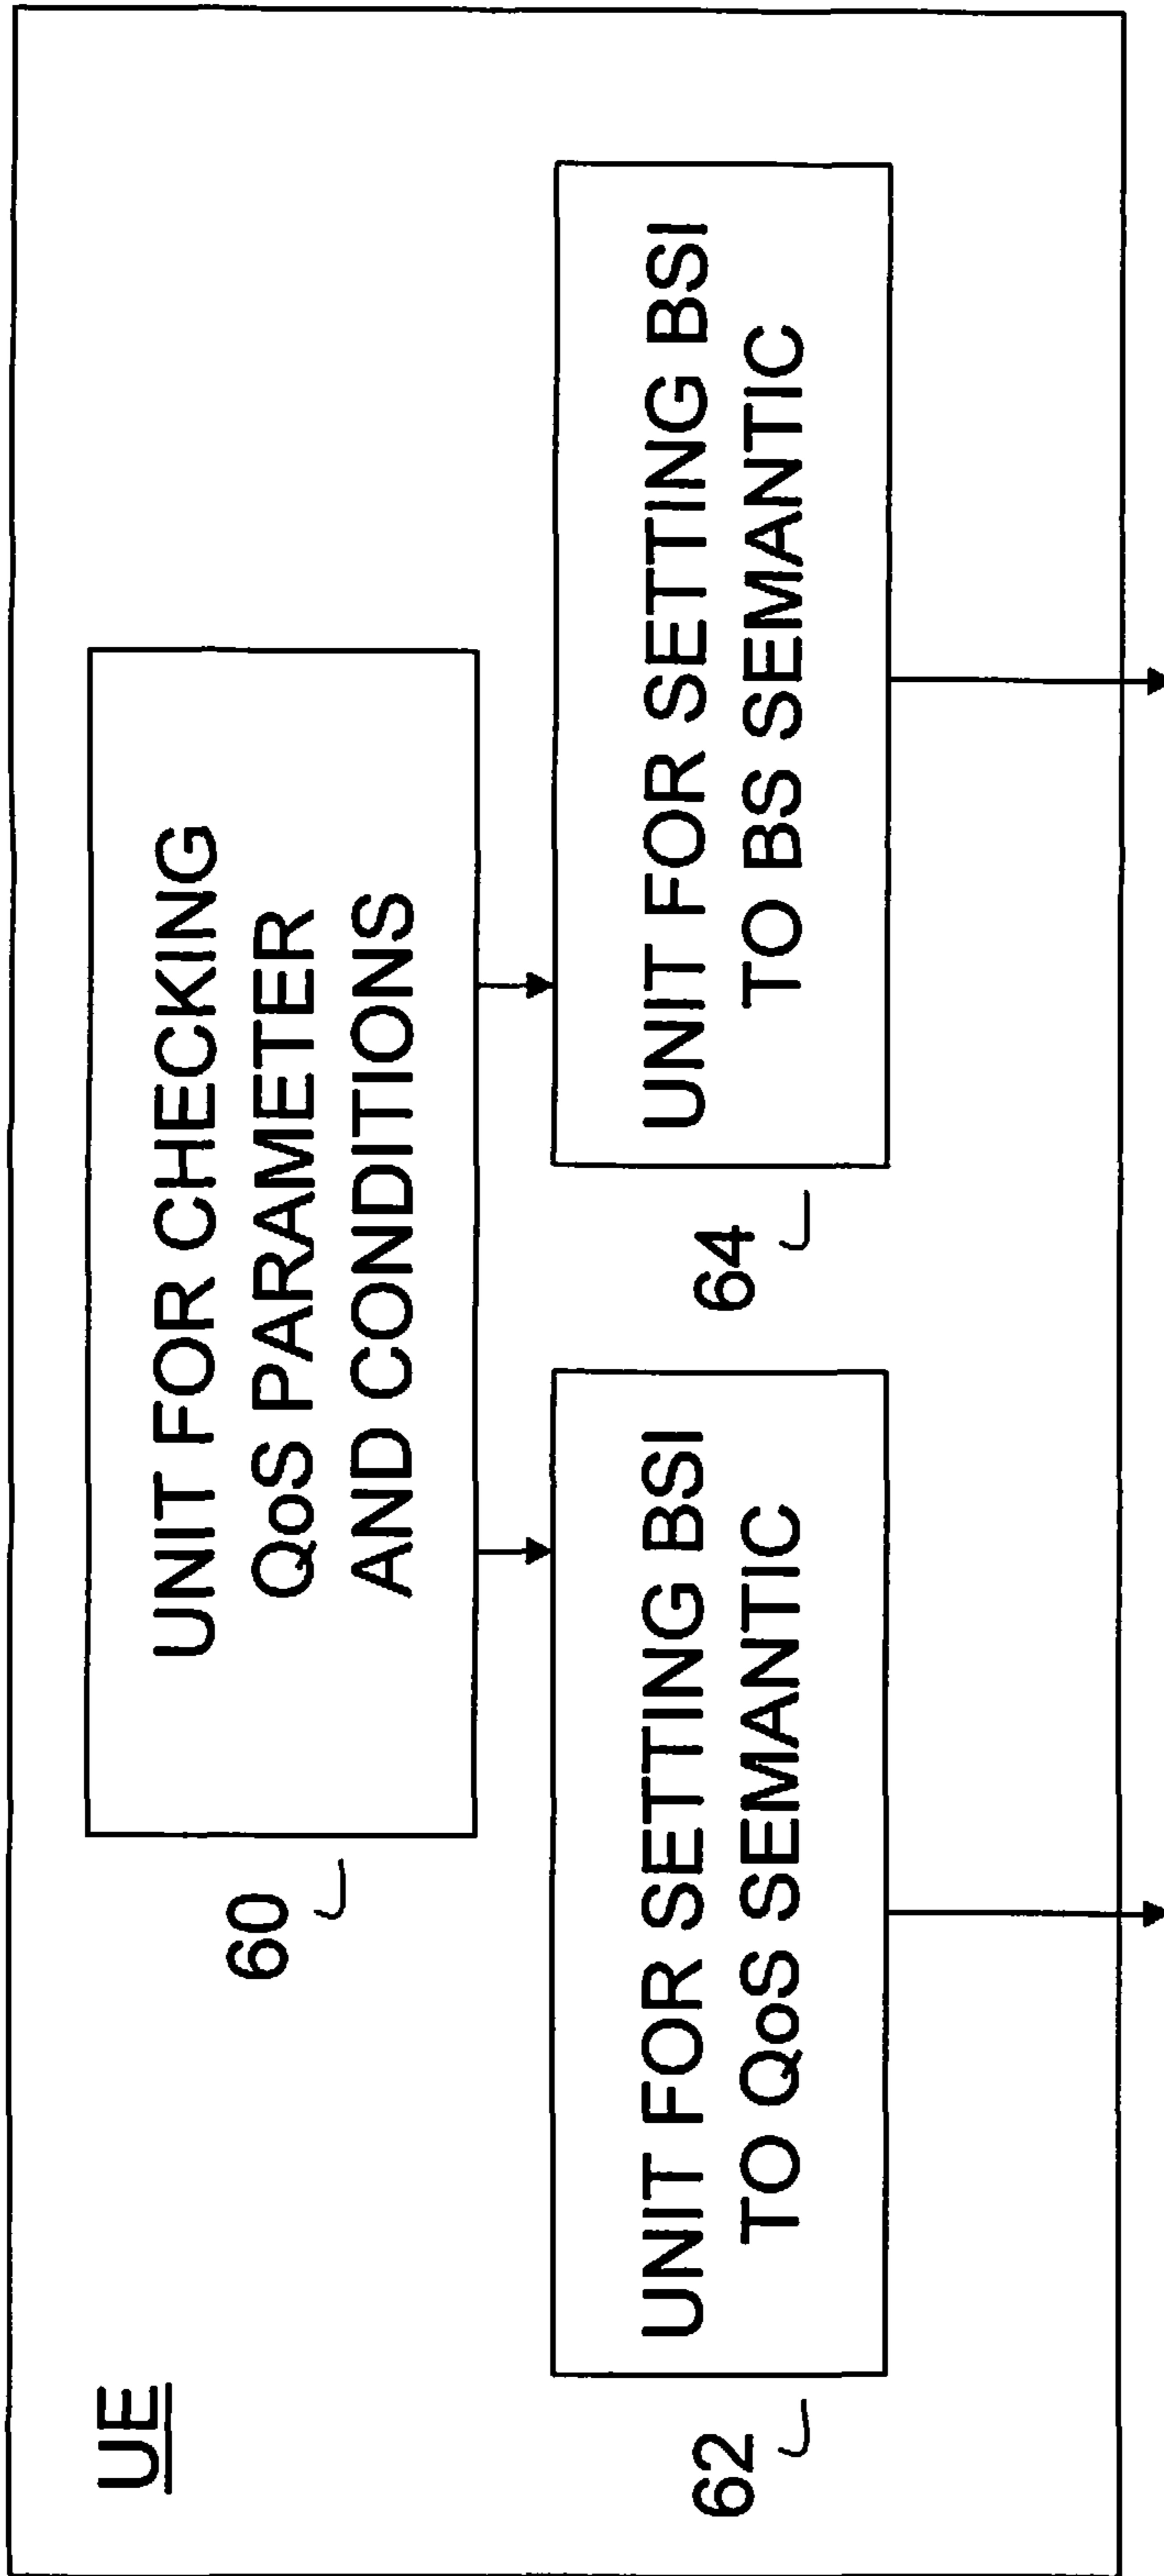 UE
60
UNIT FOR CHECKING
QoS PARAMETER
AND CONDITIONS
62
UNIT FOR SETTING BSI
TO QoS SEMANTIC
64
UNIT FOR SETTING BSI
TO BS SEMANTIC